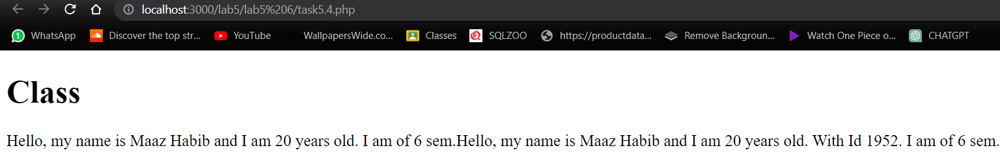 localhost:3000/lab5/lab5%206/task5.4.php
1 WhatsApp Discover the top str... YouTube WallpapersWide.co... Classes SQLZOO https://productdata... Remove Backgroun... Watch One Piece o... CHATGPT
Class
Hello, my name is Maaz Habib and I am 20 years old. I am of 6 sem.Hello, my name is Maaz Habib and I am 20 years old. With Id 1952. I am of 6 sem.